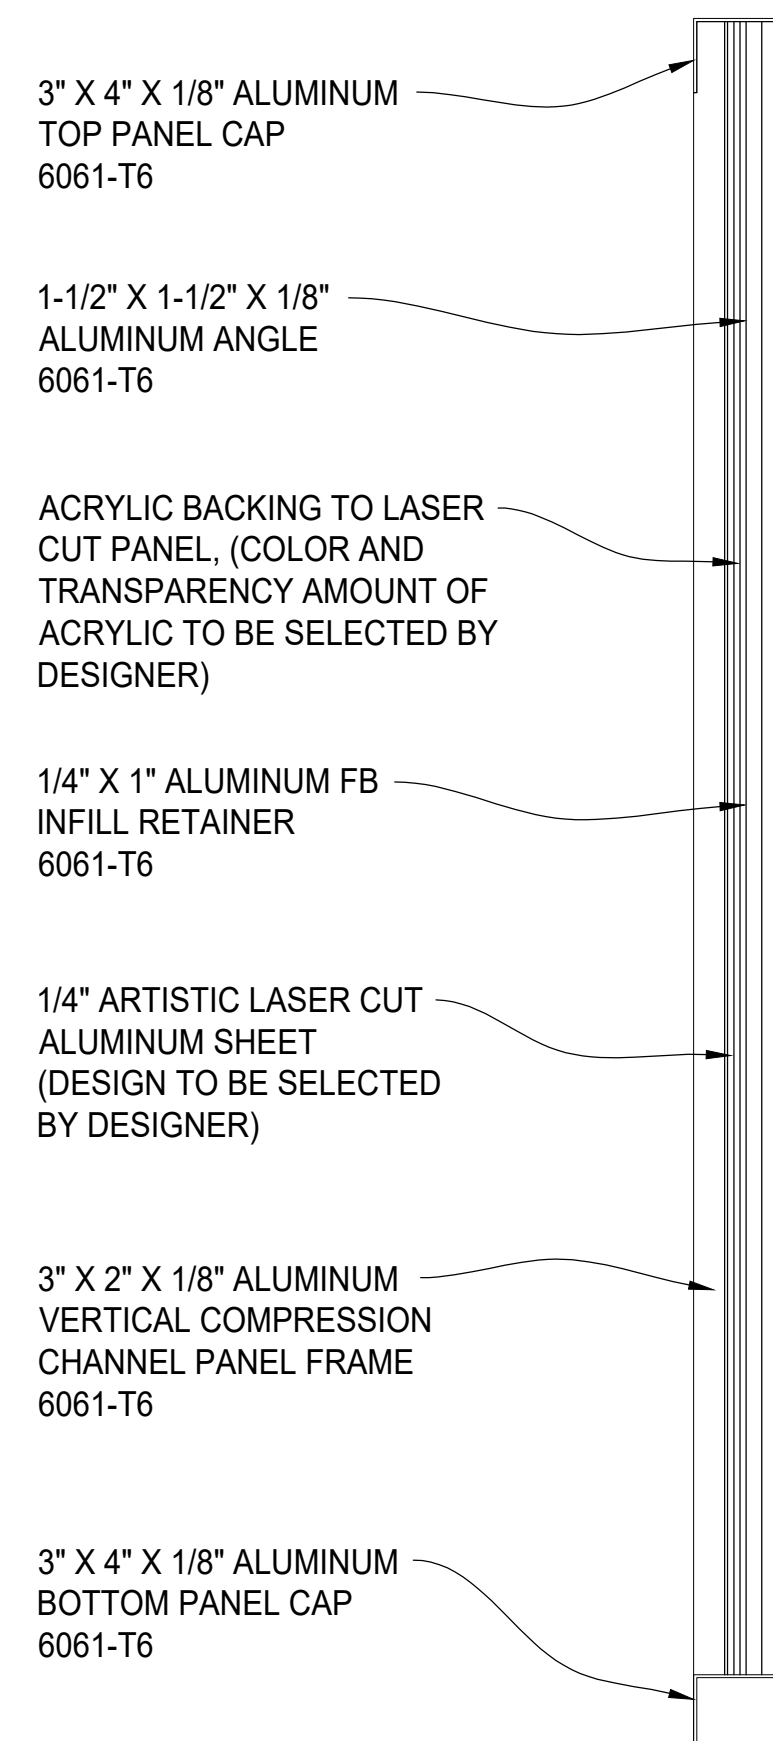 3" X 4" X 1/8" ALUMINUM
TOP PANEL CAP
6061-T6
1-1/2" X 1-1/2" X 1/8"
ALUMINUM ANGLE
6061-T6
ACRYLIC BACKING TO LASER
CUT PANEL, (COLOR AND
TRANSPARENCY AMOUNT OF
ACRYLIC TO BE SELECTED BY
DESIGNER)
1/4" X 1" ALUMINUM FB
INFILL RETAINER
6061-T6
1/4" ARTISTIC LASER CUT
ALUMINUM SHEET
(DESIGN TO BE SELECTED
BY DESIGNER)
3" X 2" X 1/8" ALUMINUM
VERTICAL COMPRESSION
CHANNEL PANEL FRAME
6061-T6
3" X 4" X 1/8" ALUMINUM
BOTTOM PANEL CAP
6061-T6